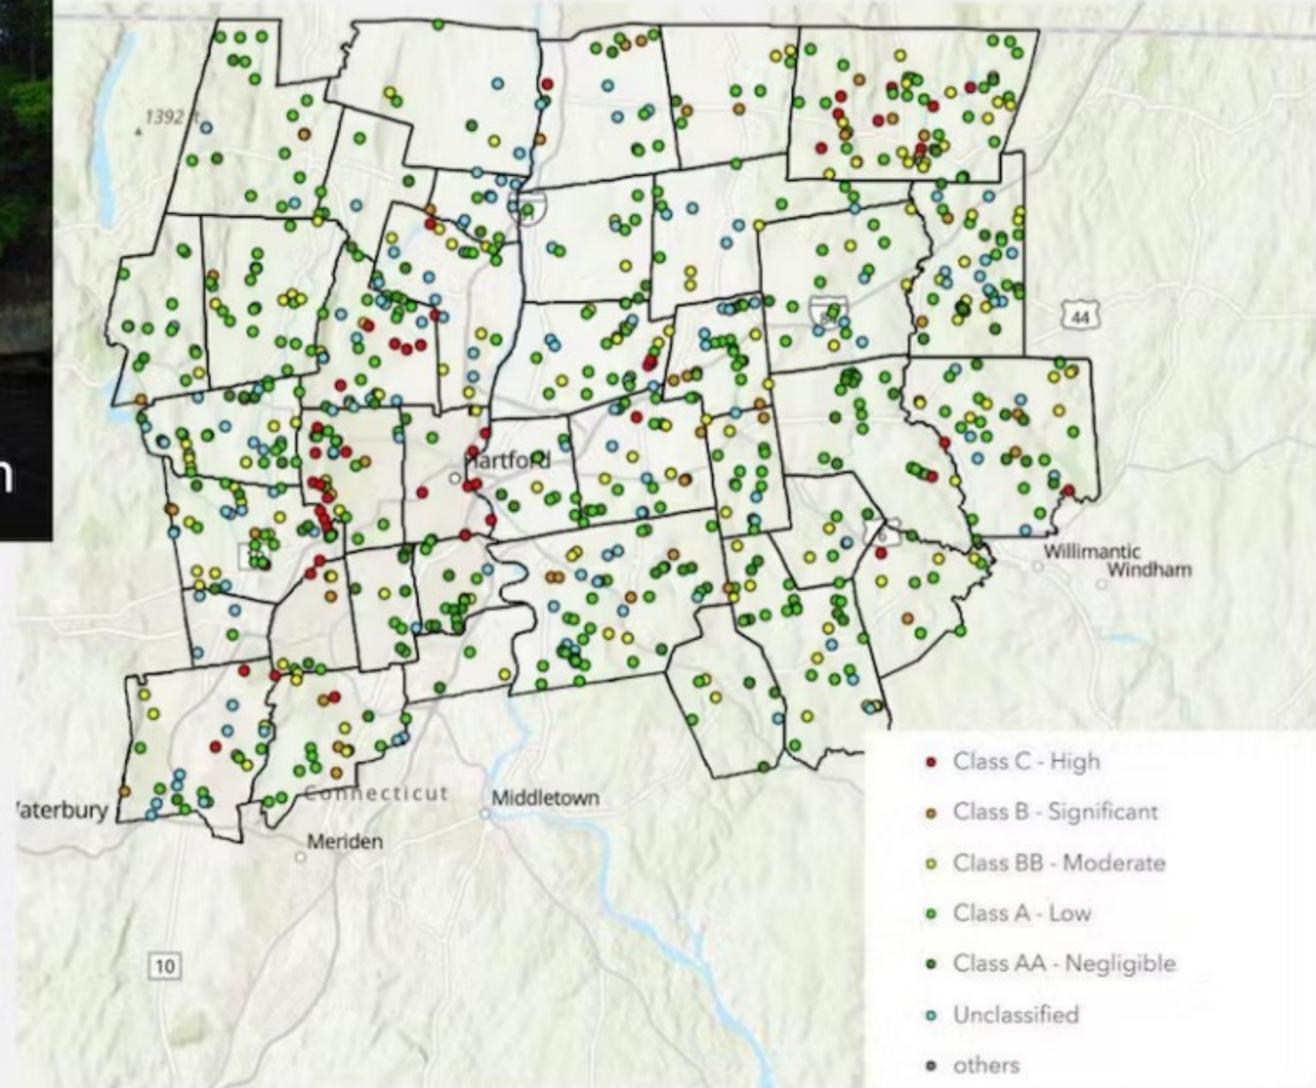 1392 ft
n
44
Hartford
6
Willimantic
Windham
Connecticut
Middletown
Meriden
10
Class C - High
Class B - Significant
Class BB - Moderate
Class A - Low
Class AA - Negligible
Unclassified
others